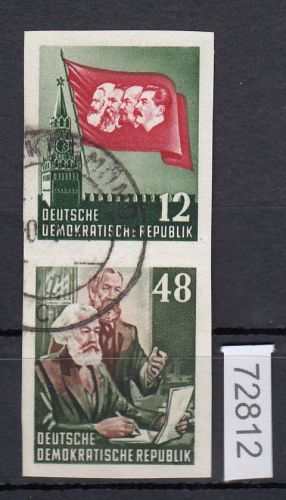 12
DEUTSCHE
DEMOKRATISCHE REPUBLIK
48
DEUTSCHE
DEMOKRATISCHE REPUBLIK
72812